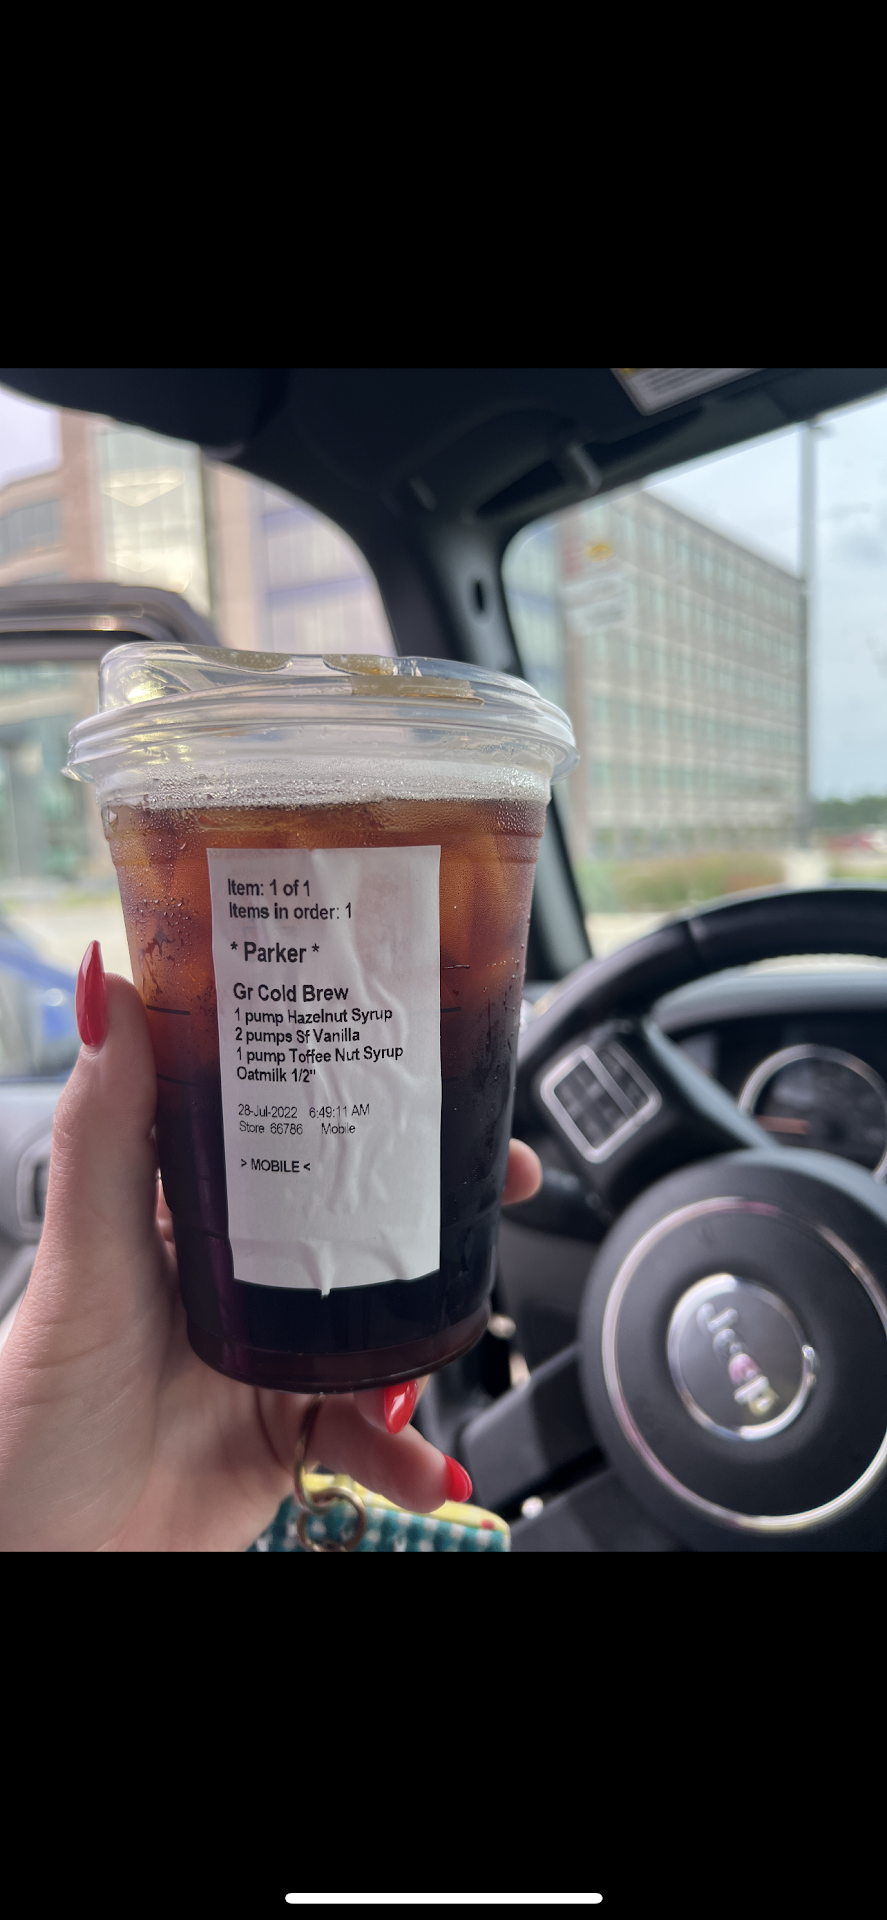 Item: 1 of 1
Items in order: 1
* Parker *
Gr Cold Brew
1 pump Hazelnut Syrup
2 pumps Sf Vanilla
1 pump Toffee Nut Syrup
Oatmilk 1/2"
28-Jul-2022 6:49:11 AM
Store 66786 Mobile
> MOBILE <
Jeep